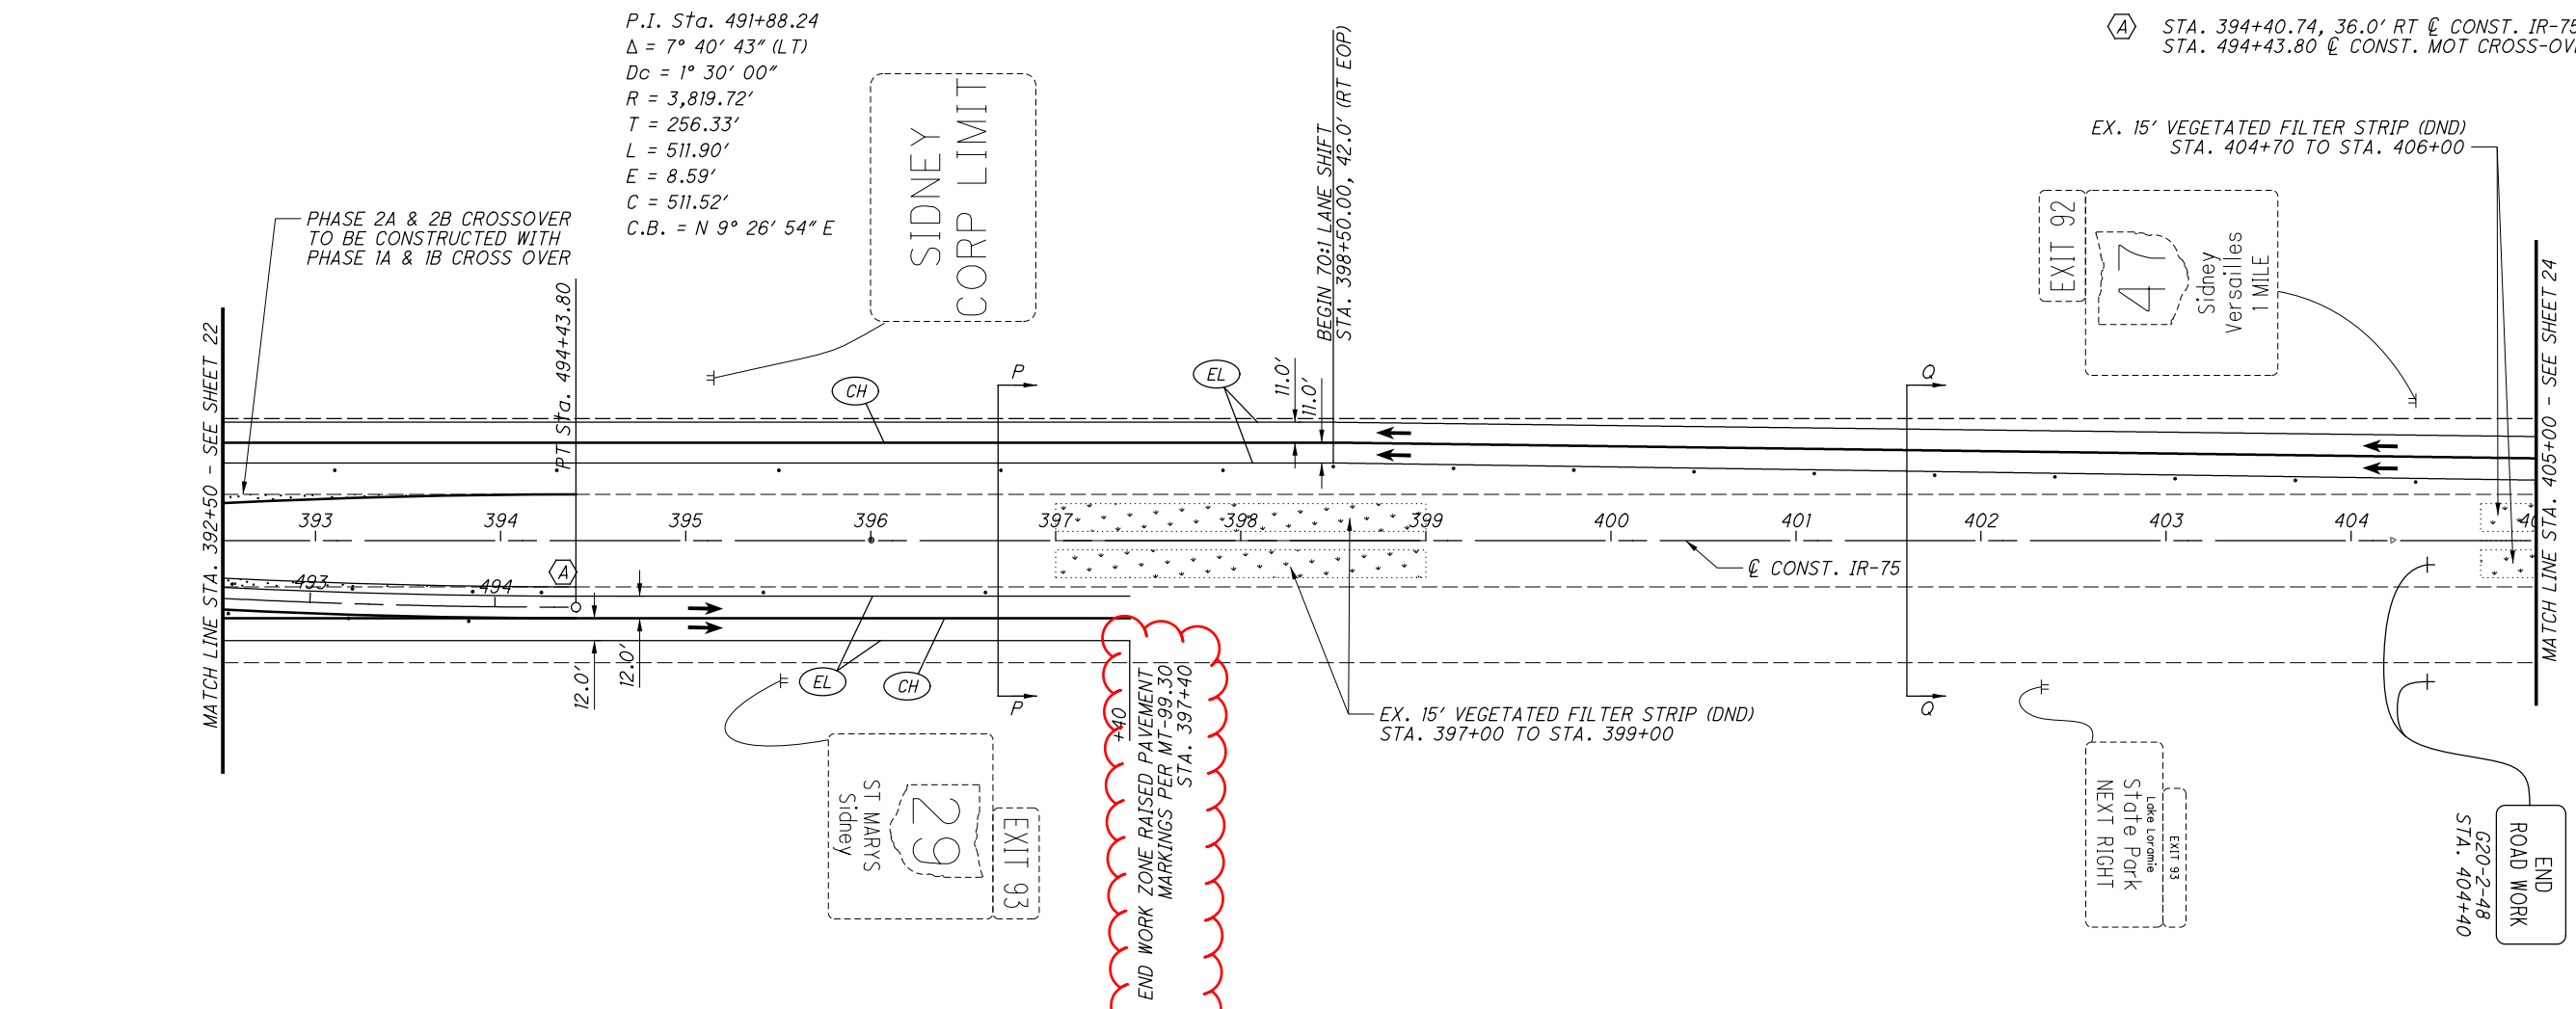 P.I. Sta. 491+88.24
Δ = 7° 40' 43" (LT)
Dc = 1° 30' 00"
R = 3,819.72'
T = 256.33'
L = 511.90'
E = 8.59'
C = 511.52'
C.B. = N 9° 26' 54" E
A STA. 394+40.74, 36.0' RT ℄ CONST. IR-75
STA. 494+43.80 ℄ CONST. MOT CROSS-OV
SIDNEY
CORP LIMIT
BEGIN 70:1 LANE SHIFT
STA. 398+50.00, 42.0' (RT EOP)
EX. 15' VEGETATED FILTER STRIP (DND)
STA. 404+70 TO STA. 406+00
EXIT 92
47
Sidney
Versailles
1 MILE
PHASE 2A & 2B CROSSOVER
TO BE CONSTRUCTED WITH
PHASE 1A & 1B CROSS OVER
MATCH LINE STA. 392+50 - SEE SHEET 22
PT Sta. 494+43.80
MATCH LINE STA. 405+00 - SEE SHEET 24
CH
P
EL
11.0'
11.0'
Q
393
394
395
396
397
398
399
400
401
402
403
404
40
A
493
494
℄ CONST. IR-75
12.0'
12.0'
EL
CH
P
Q
+40
END WORK ZONE RAISED PAVEMENT
MARKINGS PER MT-99.30
STA. 397+40
EX. 15' VEGETATED FILTER STRIP (DND)
STA. 397+00 TO STA. 399+00
EXIT 93
29
ST MARYS
Sidney
EXIT 93
Lake Loramie
State Park
NEXT RIGHT
END
ROAD WORK
G20-2-48
STA. 404+40